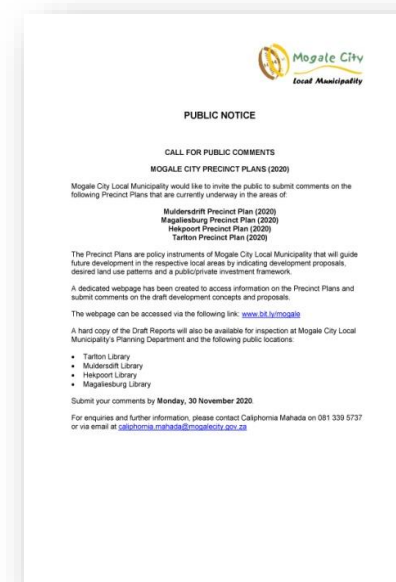 Mogale City
Local Municipality
PUBLIC NOTICE
CALL FOR PUBLIC COMMENTS
MOGALE CITY PRECINCT PLANS (2020)
Mogale City Local Municipality would like to invite the public to submit comments on the
following Precinct Plans that are currently underway in the areas of:
Muldersdrift Precinct Plan (2020)
Magaliesburg Precinct Plan (2020)
Hekpoort Precinct Plan (2020)
Tarlton Precinct Plan (2020)
The Precinct Plans are policy instruments of Mogale City Local Municipality that will guide
future development in the respective local areas by indicating development proposals,
desired land use patterns and a public/private investment framework.
A dedicated webpage has been created to access information on the Precinct Plans and
submit comments on the draft development concepts and proposals.
The webpage can be accessed via the following link: www.bit.ly/mogale
A hard copy of the Draft Reports will also be available for inspection at Mogale City Local
Municipality's Planning Department and the following public locations:
• Tarlton Library
• Muldersdift Library
• Hekpoort Library
• Magaliesburg Library
Submit your comments by Monday, 30 November 2020.
For enquiries and further information, please contact Caliphornia Mahada on 081 339 5737
or via email at caliphornia.mahada@mogalecity.gov.za